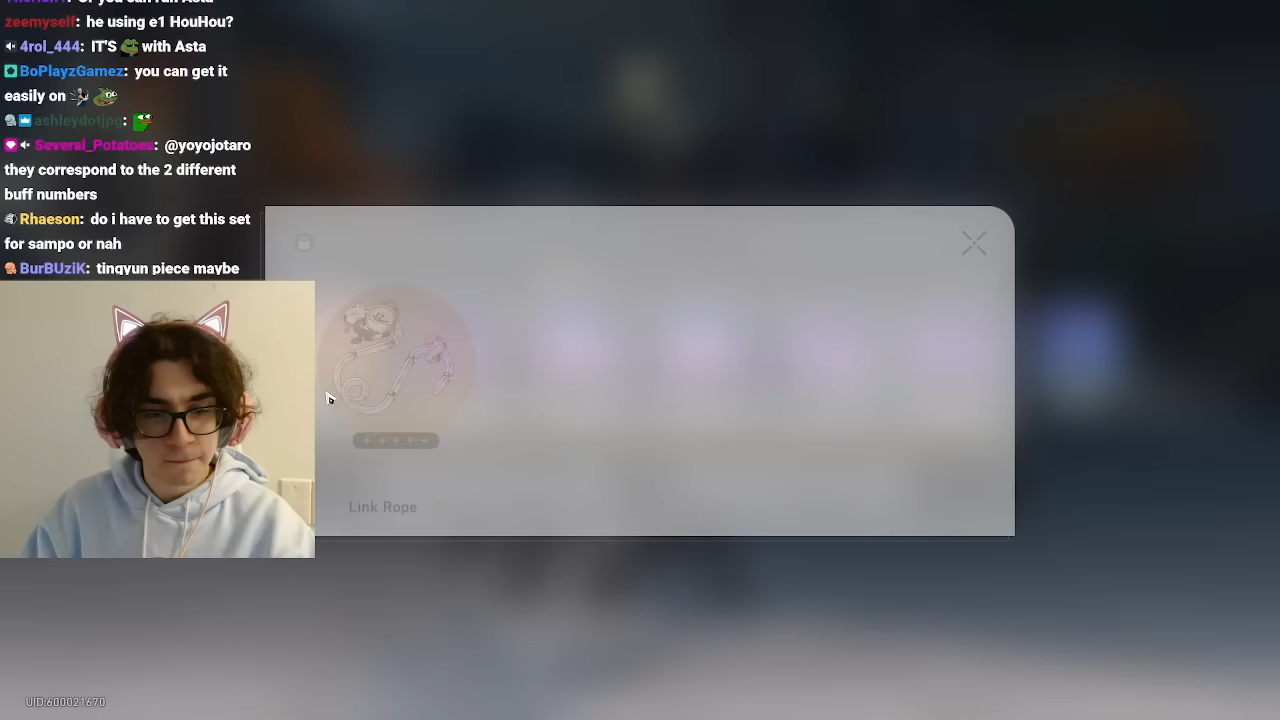 zeemyself: he using e1 HouHou?
4rol_444: IT'S with Asta
BoPlayzGamez: you can get it
easily on
ashleydotjpg:
Several_Potatoes: @yoyojotaro
they correspond to the 2 different
buff numbers
Rhaeson: do i have to get this set
for sampo or nah
BurBUziK: tingyun piece maybe
Link Rope
UID:600021670